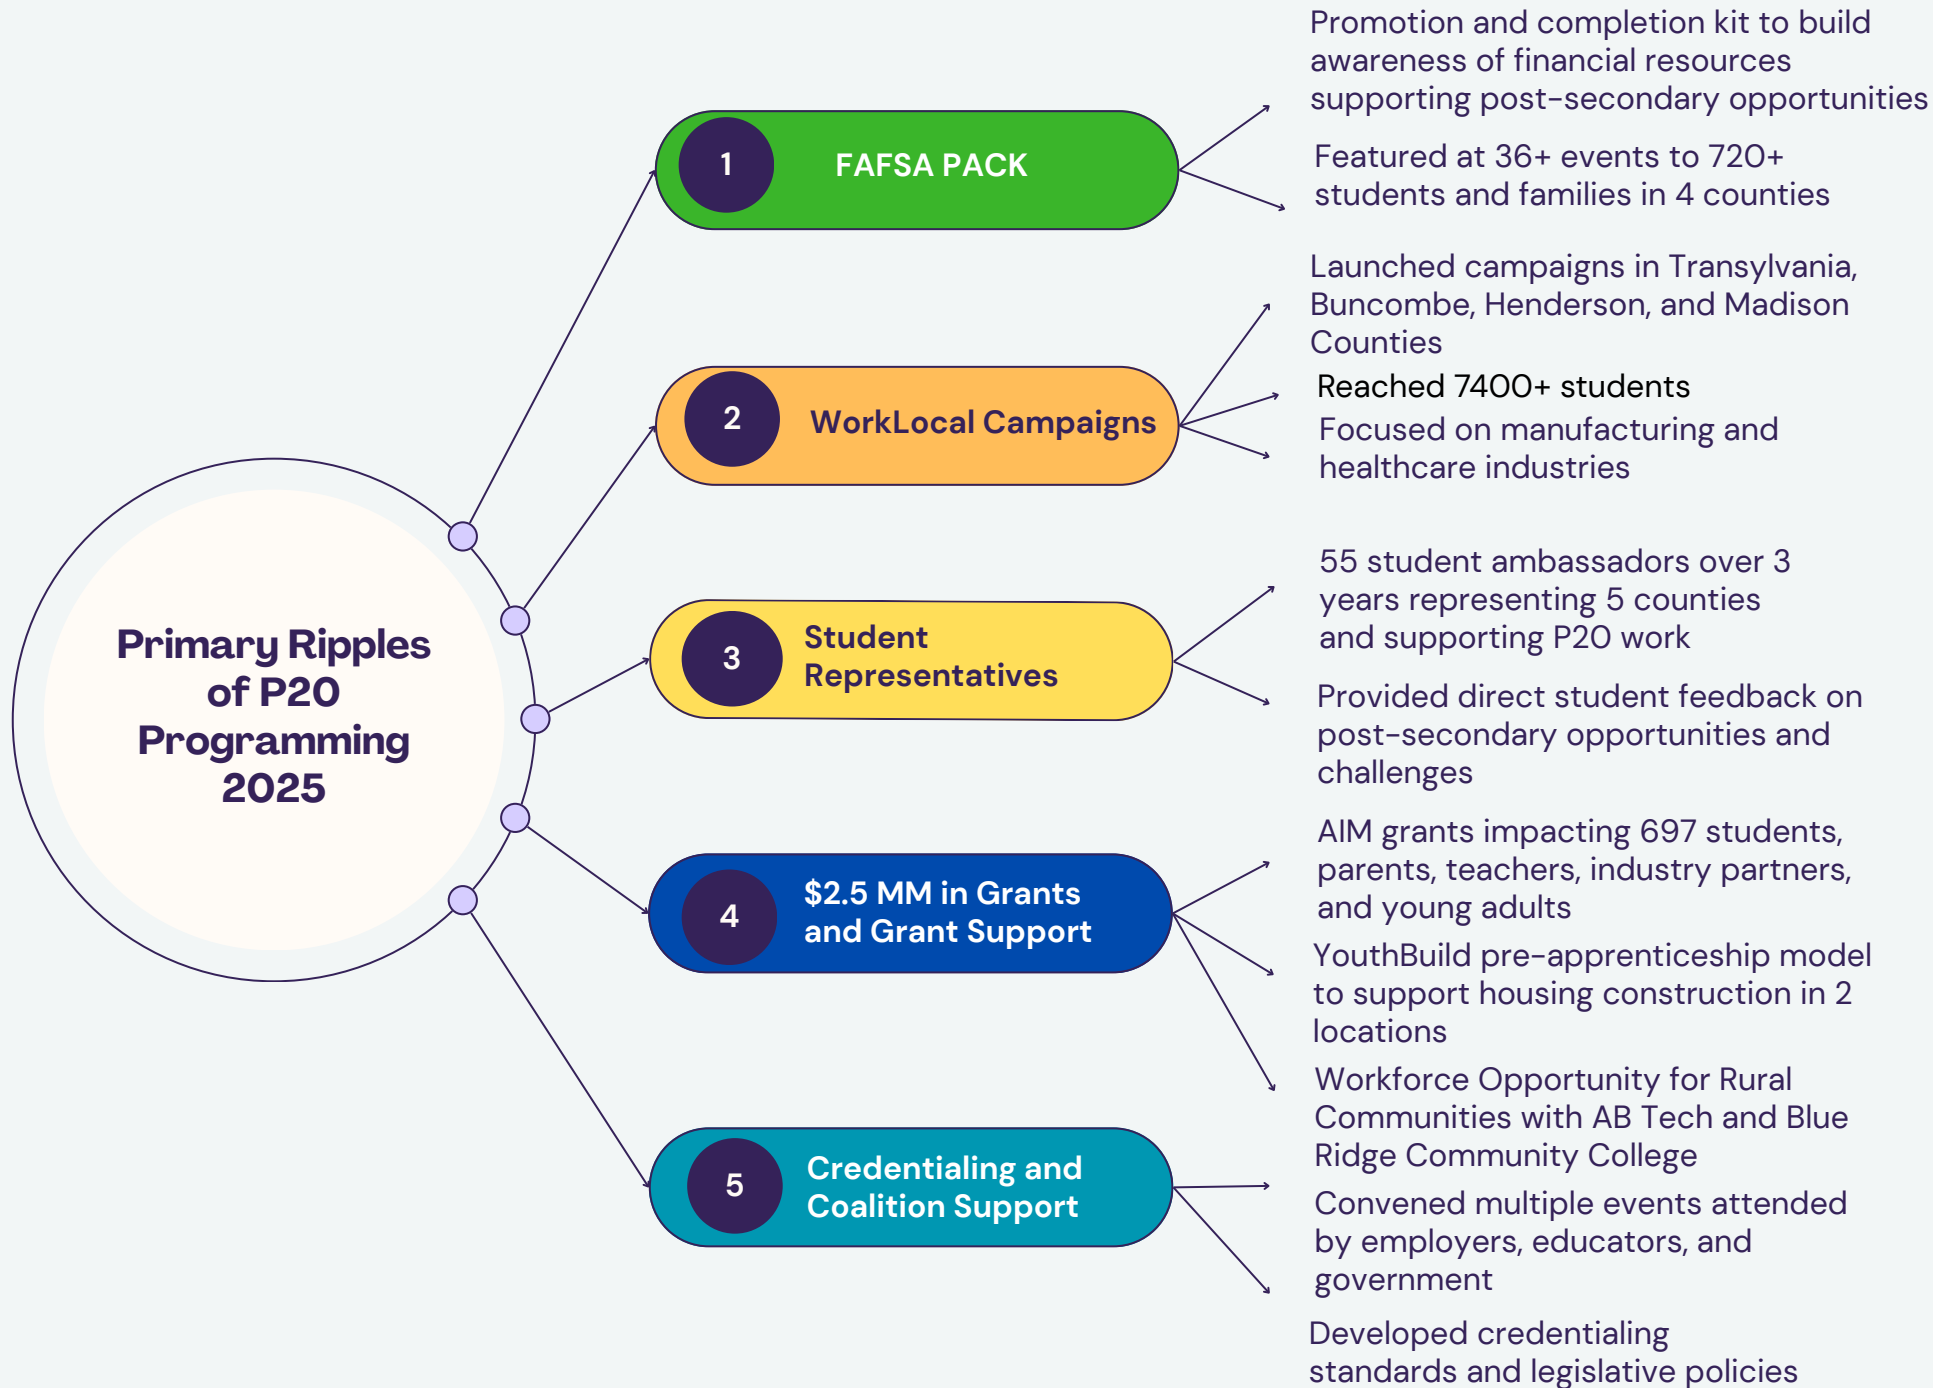 Primary Ripples
of P20
Programming
2025
1
FAFSA PACK
Promotion and completion kit to build
awareness of financial resources
supporting post-secondary opportunities
Featured at 36+ events to 720+
students and families in 4 counties
2
WorkLocal Campaigns
Launched campaigns in Transylvania,
Buncombe, Henderson, and Madison
Counties
Reached 7400+ students
Focused on manufacturing and
healthcare industries
3
Student
Representatives
55 student ambassadors over 3
years representing 5 counties
and supporting P20 work
Provided direct student feedback on
post-secondary opportunities and
challenges
4
$2.5 MM in Grants
and Grant Support
AIM grants impacting 697 students,
parents, teachers, industry partners,
and young adults
YouthBuild pre-apprenticeship model
to support housing construction in 2
locations
Workforce Opportunity for Rural
Communities with AB Tech and Blue
Ridge Community College
5
Credentialing and
Coalition Support
Convened multiple events attended
by employers, educators, and
government
Developed credentialing
standards and legislative policies